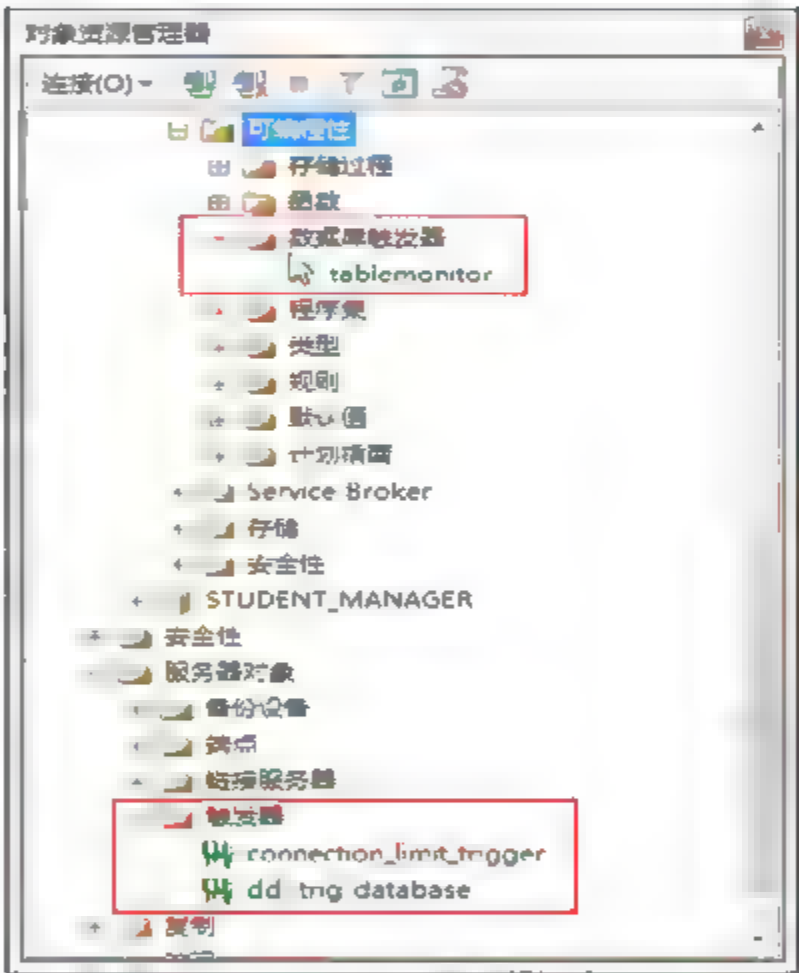 对象资源管理器
连接(O)
可编程性
存储过程
函数
数据库触发器
tablemonitor
程序集
类型
规则
默认值
计划指南
Service Broker
存储
安全性
STUDENT_MANAGER
安全性
服务器对象
备份设备
端点
链接服务器
触发器
connection_limit_trigger
复制